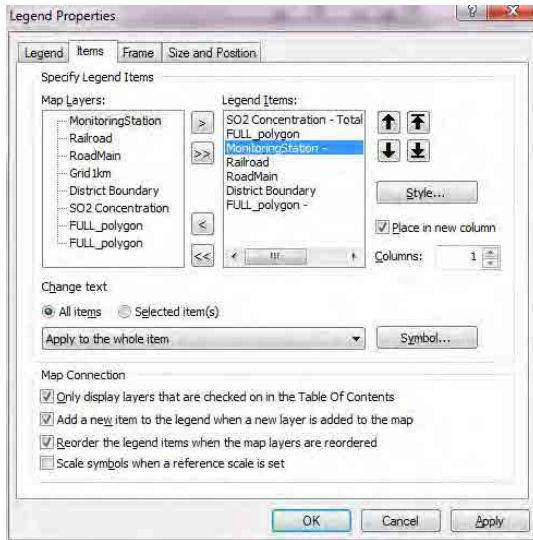 Legend Properties
Legend Items Frame Size and Position
Specify Legend Items
Map Layers:
MonitoringStation
Railroad
RoadMain
Grid1km
District Boundary
SO2 Concentration
FULL_polygon
FULL_polygon
>
>>
<
<<
Legend Items:
SO2 Concentration - Total
FULL_polygon
MonitoringStation -
Railroad
RoadMain
District Boundary
FULL_polygon -
Style...
Place in new column
Columns: 1
Change text
All items Selected item(s)
Apply to the whole item
Symbol...
Map Connection
Only display layers that are checked on in the Table Of Contents
Add a new item to the legend when a new layer is added to the map
Reorder the legend items when the map layers are reordered
Scale symbols when a reference scale is set
OK Cancel Apply